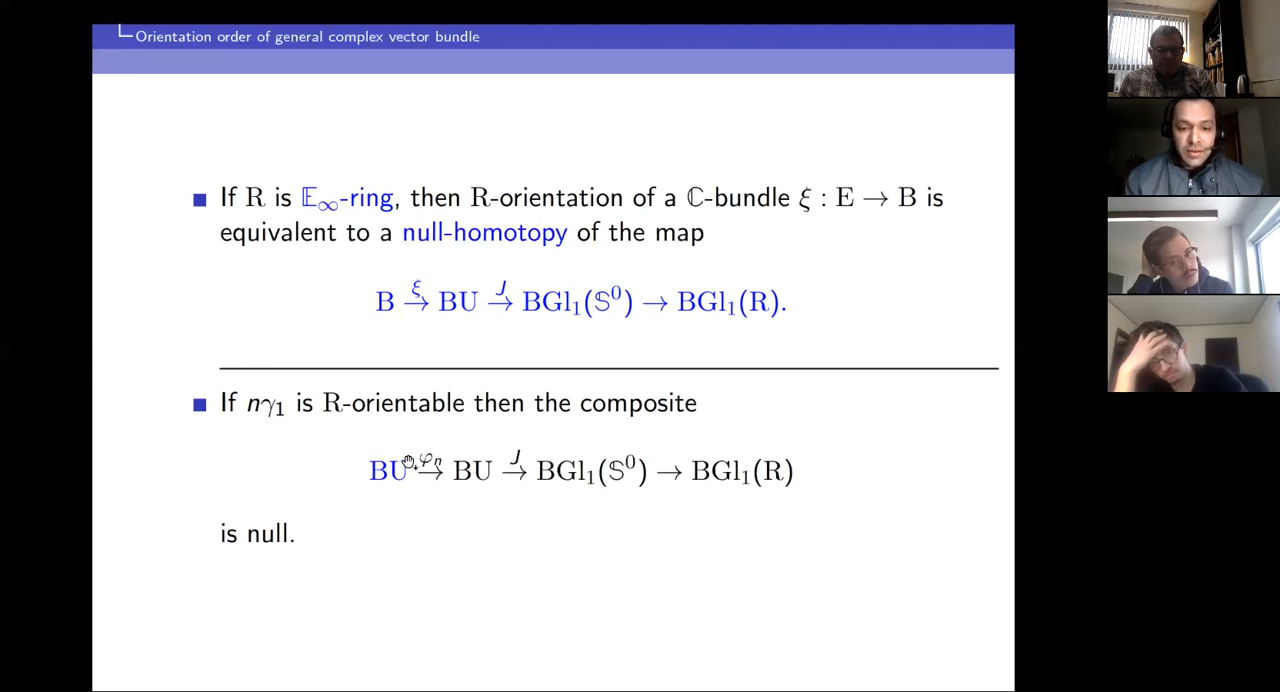 Orientation order of general complex vector bundle
If R is 𝔼∞-ring, then R-orientation of a ℂ-bundle ξ : E → B is
equivalent to a null-homotopy of the map
B →^ξ BU →^J BGl₁(𝕊⁰) → BGl₁(R).
If nγ₁ is R-orientable then the composite
BU →^φₙ BU →^J BGl₁(𝕊⁰) → BGl₁(R)
is null.